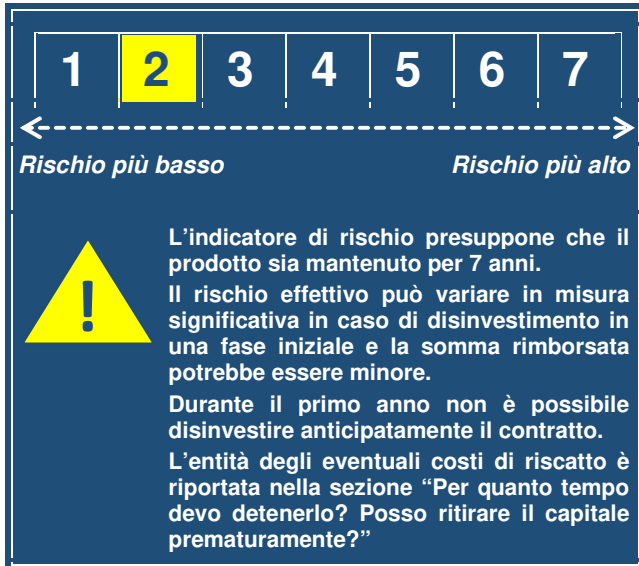 1 2 3 4 5 6 7
Rischio più basso Rischio più alto
!
L'indicatore di rischio presuppone che il
prodotto sia mantenuto per 7 anni.
Il rischio effettivo può variare in misura
significativa in caso di disinvestimento in
una fase iniziale e la somma rimborsata
potrebbe essere minore.
Durante il primo anno non è possibile
disinvestire anticipatamente il contratto.
L'entità degli eventuali costi di riscatto è
riportata nella sezione “Per quanto tempo
devo detenerlo? Posso ritirare il capitale
prematuramente?”